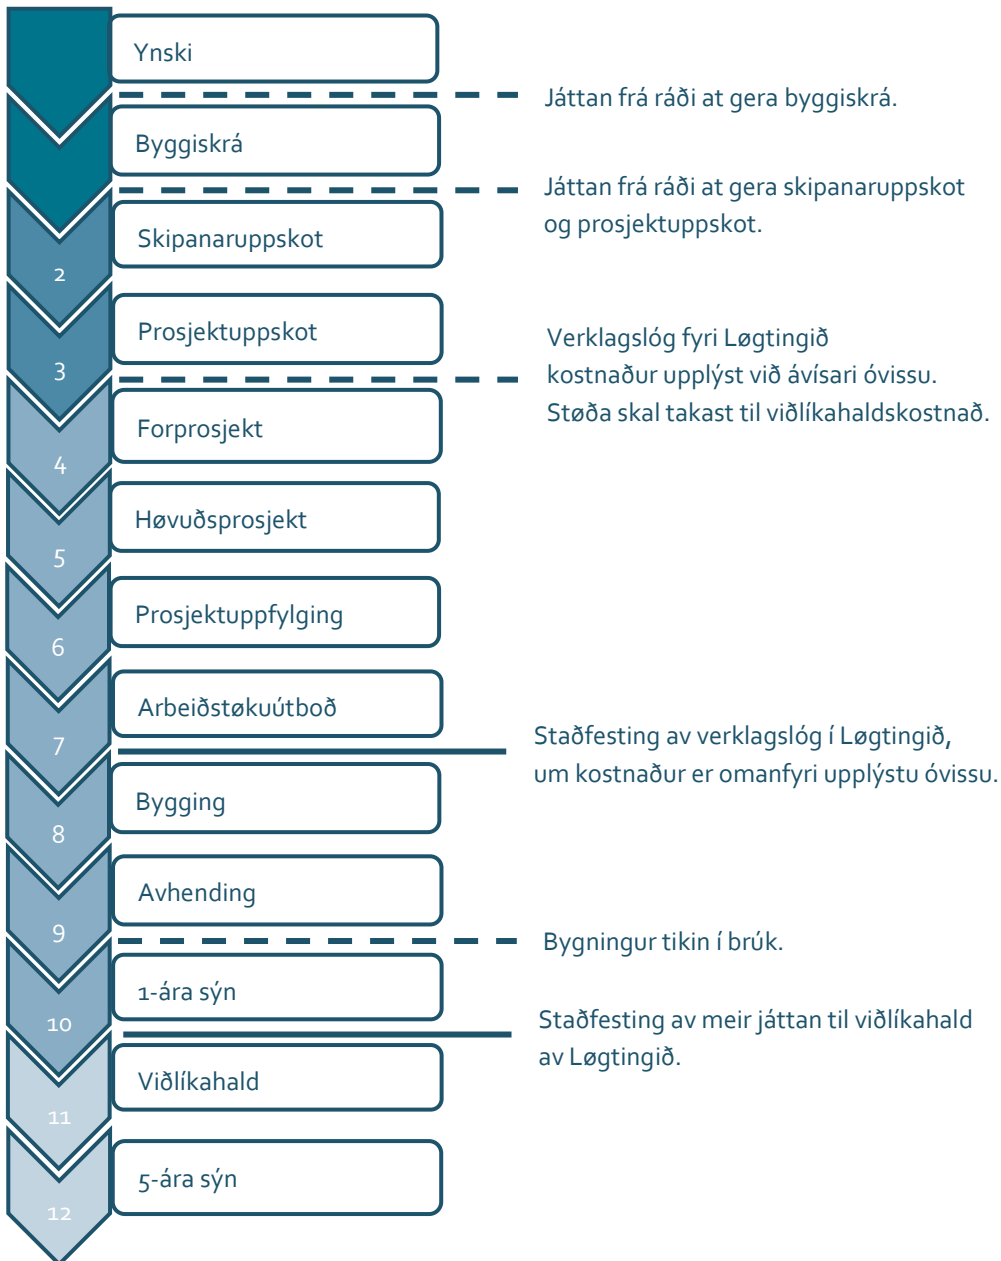 Ynski
Játtan frá ráði at gera byggiskrá.
Byggiskrá
Játtan frá ráði at gera skipanaruppskot
og prosjektuppskot.
2
Skipanaruppskot
3
Prosjektuppskot
Verklagslóg fyri Løgtingið
kostnaður upplýst við ávísari óvissu.
Støða skal takast til viðlíkahaldskostnað.
4
Forprosjekt
5
Høvuðsprosjekt
6
Prosjektuppfylging
7
Arbeiðstøkuútboð
Staðfesting av verklagslóg í Løgtingið,
um kostnaður er omanfyri upplýstu óvissu.
8
Bygging
9
Avhending
Bygningur tikin í brúk.
10
1-ára sýn
Staðfesting av meir játtan til viðlíkahald
av Løgtingið.
11
Viðlíkahald
12
5-ára sýn